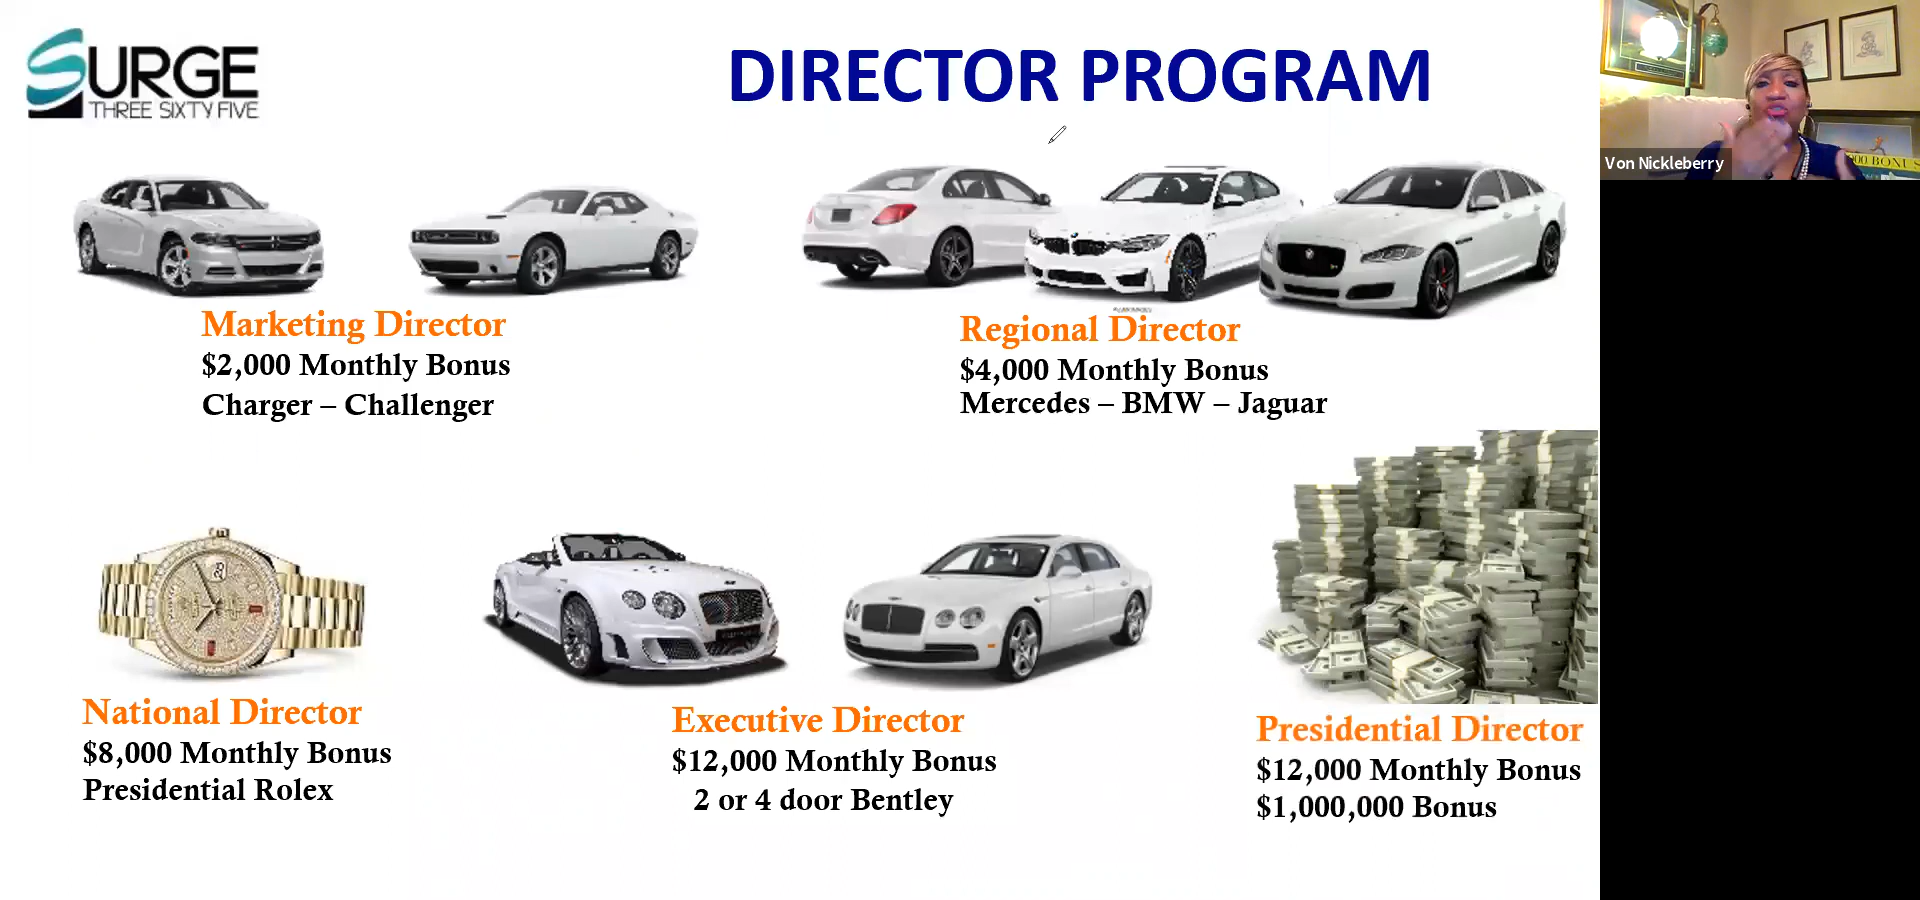 SURGE
THREE SIXTY FIVE
DIRECTOR PROGRAM
Von Nickleberry
000 BONUS
Marketing Director
$2,000 Monthly Bonus
Charger – Challenger
Regional Director
$4,000 Monthly Bonus
Mercedes – BMW – Jaguar
National Director
$8,000 Monthly Bonus
Presidential Rolex
Executive Director
$12,000 Monthly Bonus
2 or 4 door Bentley
Presidential Director
$12,000 Monthly Bonus
$1,000,000 Bonus